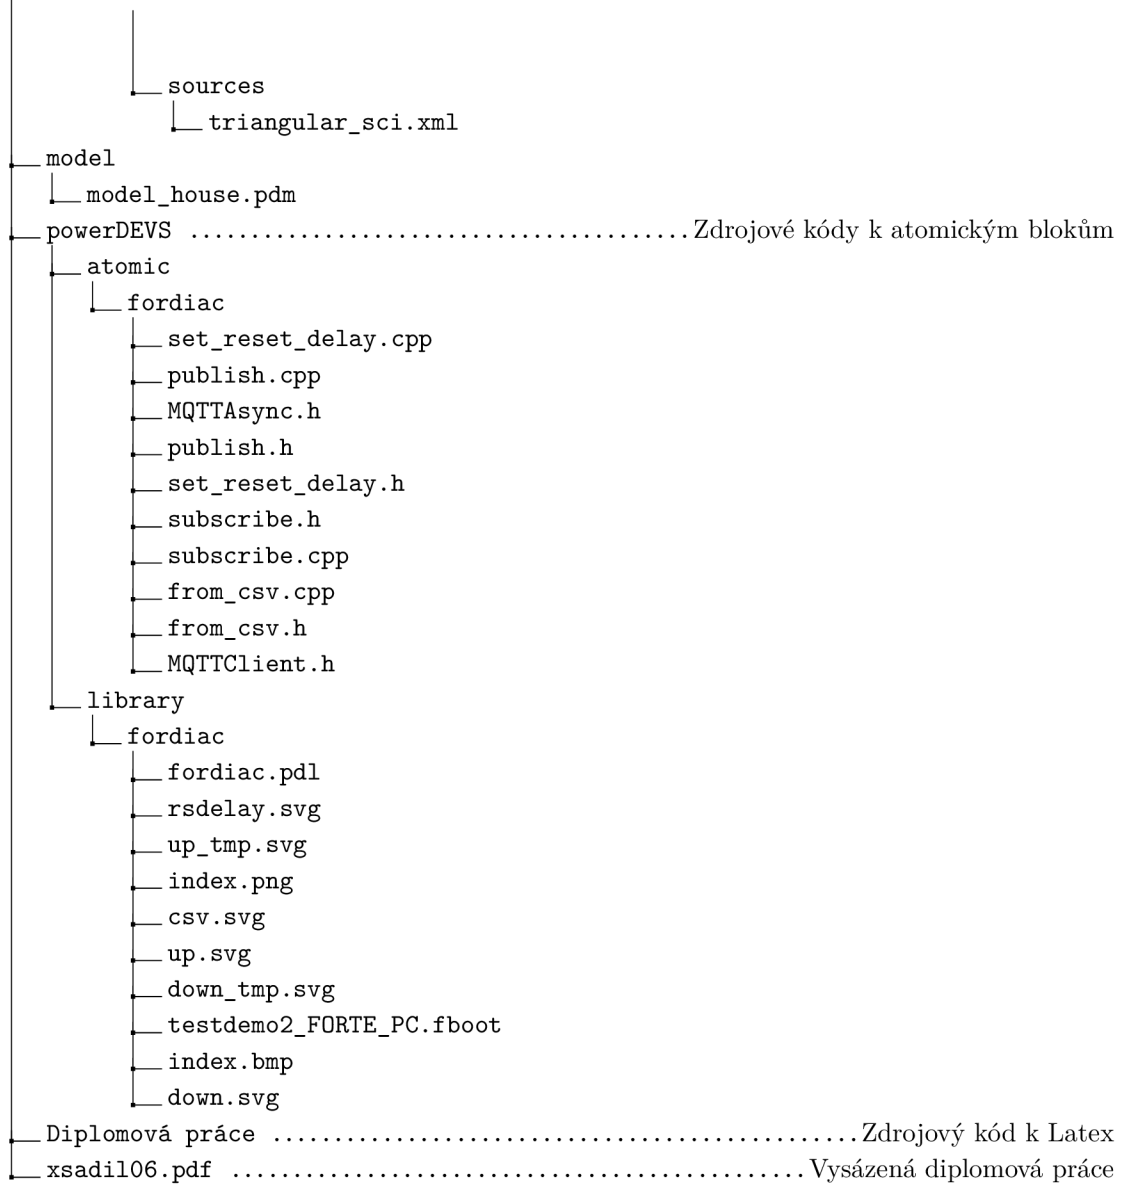 sources
triangular_sci.xml
model
model_house.pdm
powerDEVS ........................................ Zdrojové kódy k atomickým blokům
atomic
fordiac
set_reset_delay.cpp
publish.cpp
MQTTAsync.h
publish.h
set_reset_delay.h
subscribe.h
subscribe.cpp
from_csv.cpp
from_csv.h
MQTTClient.h
library
fordiac
fordiac.pdl
rsdelay.svg
up_tmp.svg
index.png
csv.svg
up.svg
down_tmp.svg
testdemo2_FORTE_PC.fboot
index.bmp
down.svg
Diplomová práce ............................................... Zdrojový kód k Latex
xsadil06.pdf .............................................. Vysázená diplomová práce